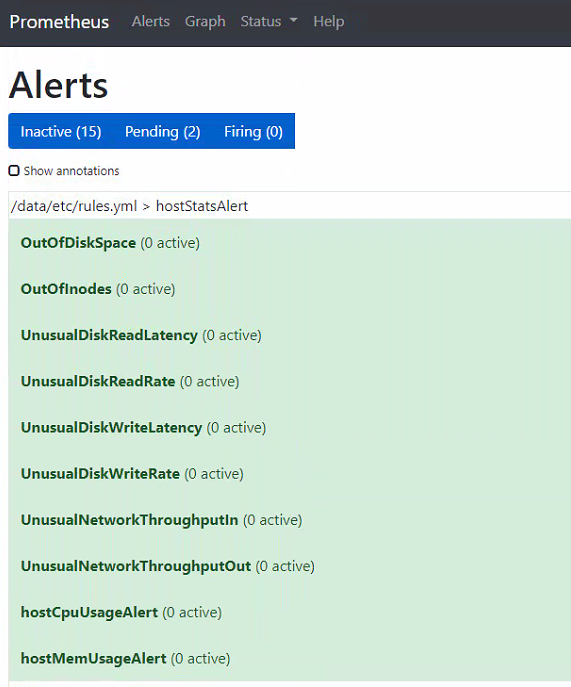 Prometheus Alerts Graph Status Help
Alerts
Inactive (15) Pending (2) Firing (0)
Show annotations
/data/etc/rules.yml > hostStatsAlert
OutOfDiskSpace (0 active)
OutOfInodes (0 active)
UnusualDiskReadLatency (0 active)
UnusualDiskReadRate (0 active)
UnusualDiskWriteLatency (0 active)
UnusualDiskWriteRate (0 active)
UnusualNetworkThroughputIn (0 active)
UnusualNetworkThroughputOut (0 active)
hostCpuUsageAlert (0 active)
hostMemUsageAlert (0 active)